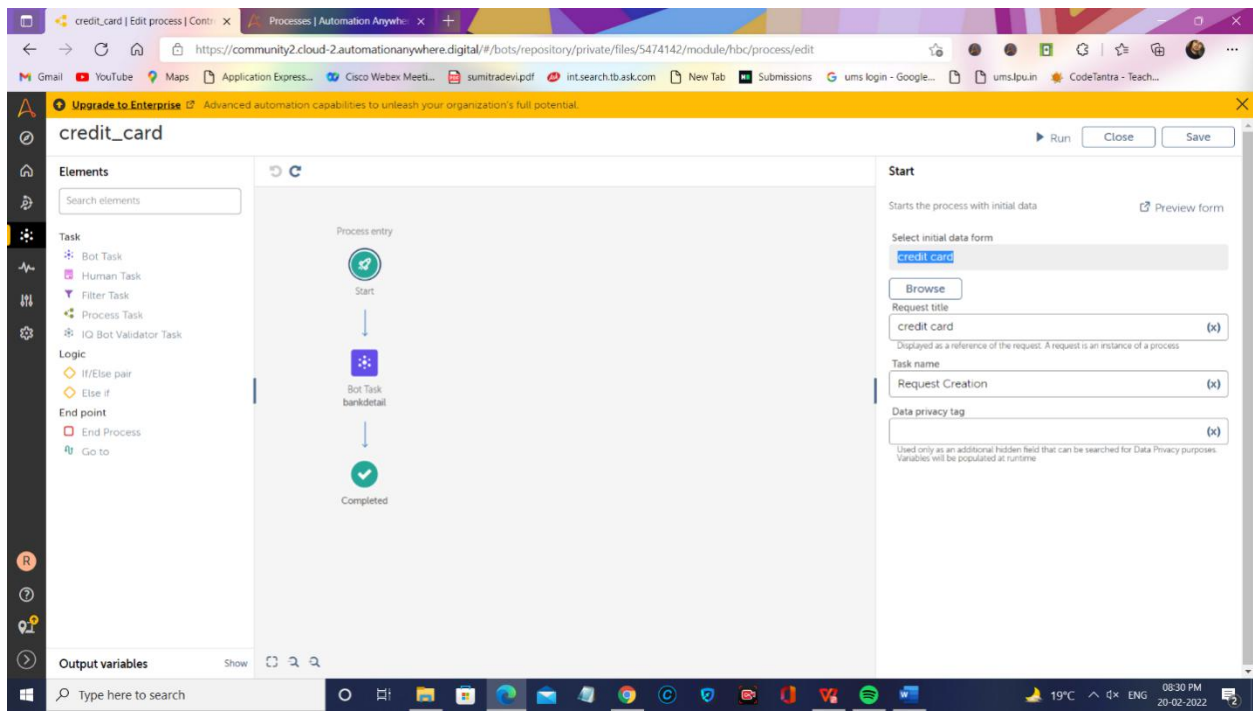 credit_card | Edit process | Contr
Processes | Automation Anywhe
https://community2.cloud-2.automationanywhere.digital/#/bots/repository/private/files/5474142/module/hbc/process/edit
Gmail YouTube Maps Application Express... Cisco Webex Meeti... sumitradevi.pdf int.search.tb.ask.com New Tab Submissions ums login - Google... ums.lpu.in CodeTantra - Teach...
Upgrade to Enterprise Advanced automation capabilities to unleash your organization's full potential.
credit_card
Run Close Save
Elements
Search elements
Task
Bot Task
Human Task
Filter Task
Process Task
IQ Bot Validator Task
Logic
If/Else pair
Else if
End point
End Process
Go to
Output variables Show
Process entry
Start
Bot Task
bankdetail
Completed
Start
Starts the process with initial data
Preview form
Select initial data form
credit card
Browse
Request title
credit card (x)
Displayed as a reference of the request. A request is an instance of a process
Task name
Request Creation (x)
Data privacy tag
(x)
Used only as an additional hidden field that can be searched for Data Privacy purposes.
Variables will be populated at runtime
R
Type here to search
19°C ENG 08:30 PM
20-02-2022
2